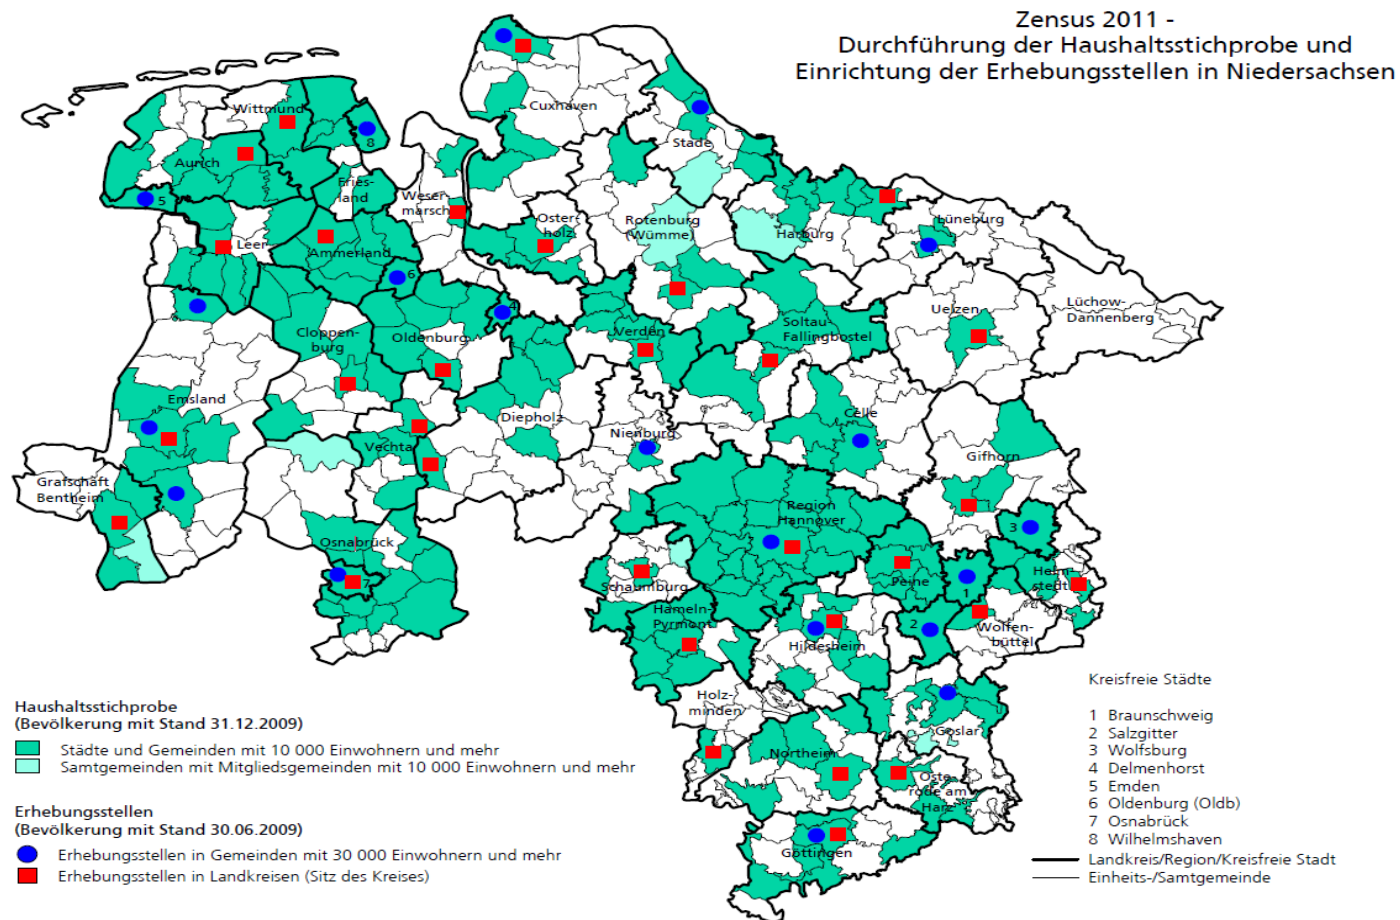 Zensus 2011 -
Durchführung der Haushaltsstichprobe und
Einrichtung der Erhebungsstellen in Niedersachsen
Cuxhaven
Wittmund
8
Stade
Aurich
Fries-
land
Weser-
marsch
5
Oster-
holz
Rotenburg
(Wümme)
Harburg
Lüneburg
Leer
Ammerland
6
4
Lüchow-
Dannenberg
Uelzen
Soltau-
Fallingbostel
Verden
Cloppen-
burg
Oldenburg
Emsland
Diepholz
Celle
Nienburg
Vechta
Gifhorn
Grafschaft
Bentheim
Region
Hannover
3
Osnabrück
7
Schaumburg
Peine
1
Helm-
stedt
Hameln-
Pyrmont
2
Wolfen-
büttel
Hildesheim
Holz-
minden
Goslar
Northeim
Oste-
rode am
Harz
Göttingen
Haushaltsstichprobe
(Bevölkerung mit Stand 31.12.2009)
Städte und Gemeinden mit 10 000 Einwohnern und mehr
Samtgemeinden mit Mitgliedsgemeinden mit 10 000 Einwohnern und mehr
Erhebungsstellen
(Bevölkerung mit Stand 30.06.2009)
Erhebungsstellen in Gemeinden mit 30 000 Einwohnern und mehr
Erhebungsstellen in Landkreisen (Sitz des Kreises)
Kreisfreie Städte
1 Braunschweig
2 Salzgitter
3 Wolfsburg
4 Delmenhorst
5 Emden
6 Oldenburg (Oldb)
7 Osnabrück
8 Wilhelmshaven
Landkreis/Region/Kreisfreie Stadt
Einheits-/Samtgemeinde